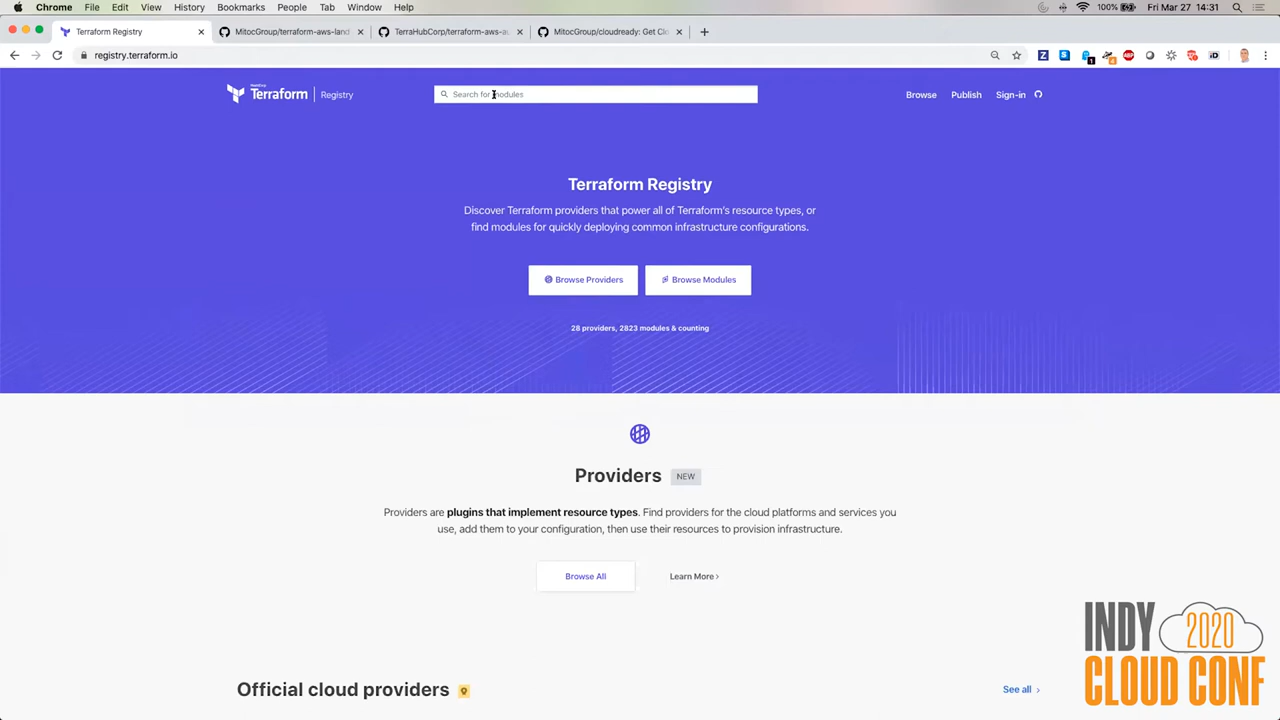 Chrome File Edit View History Bookmarks People Tab Window Help 100% Fri Mar 27 14:31
Terraform Registry MitocGroup/terraform-aws-land TerraHubCorp/terraform-aws-au MitocGroup/cloudready: Get Clo
registry.terraform.io
HashiCorp
Terraform Registry Search for modules Browse Publish Sign-in
Terraform Registry
Discover Terraform providers that power all of Terraform's resource types, or
find modules for quickly deploying common infrastructure configurations.
Browse Providers Browse Modules
28 providers, 2823 modules & counting
Providers NEW
Providers are plugins that implement resource types. Find providers for the cloud platforms and services you
use, add them to your configuration, then use their resources to provision infrastructure.
Browse All Learn More
Official cloud providers See all
INDY 2020
CLOUD CONF